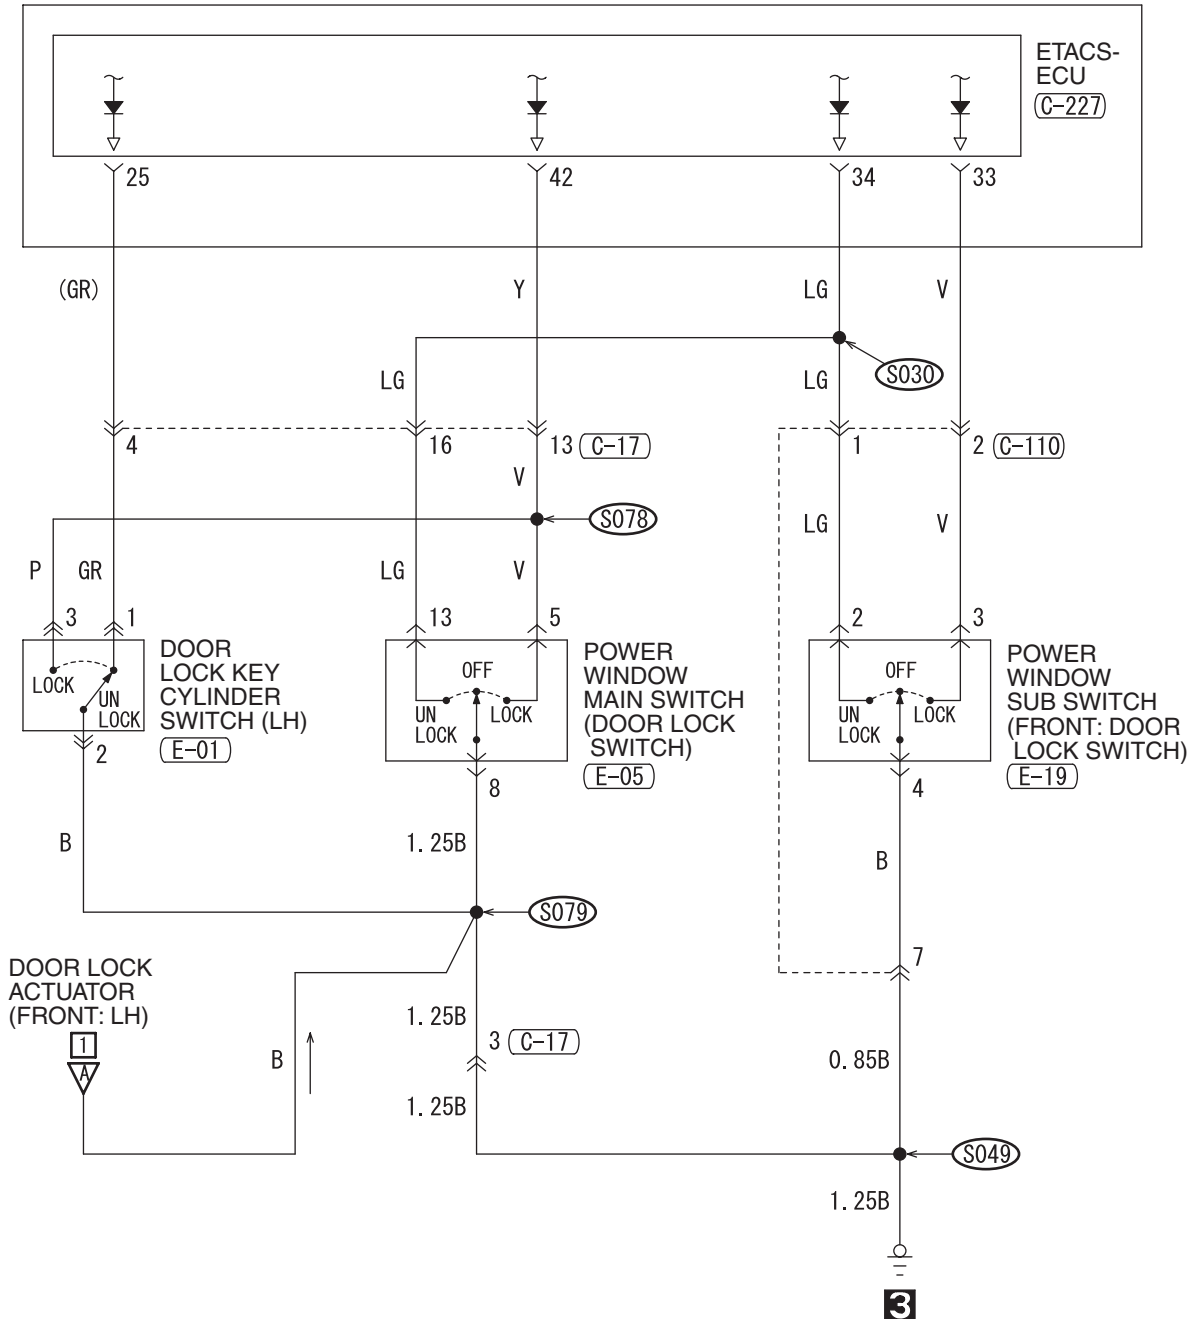 ETACS-
ECU
C-227
25
42
34
33
(GR)
Y
LG
V
LG
LG
S030
4
16
13
C-17
1
2
C-110
V
S078
LG
V
P
GR
LG
V
3
1
13
5
2
3
LOCK
UN
LOCK
DOOR
LOCK KEY
CYLINDER
SWITCH (LH)
E-01
OFF
UN
LOCK
LOCK
POWER
WINDOW
MAIN SWITCH
(DOOR LOCK
SWITCH)
E-05
OFF
UN
LOCK
LOCK
POWER
WINDOW
SUB SWITCH
(FRONT: DOOR
LOCK SWITCH)
E-19
2
8
4
B
1.25B
B
S079
7
DOOR LOCK
ACTUATOR
(FRONT: LH)
1
A
B
1.25B
3
C-17
1.25B
0.85B
S049
1.25B
3